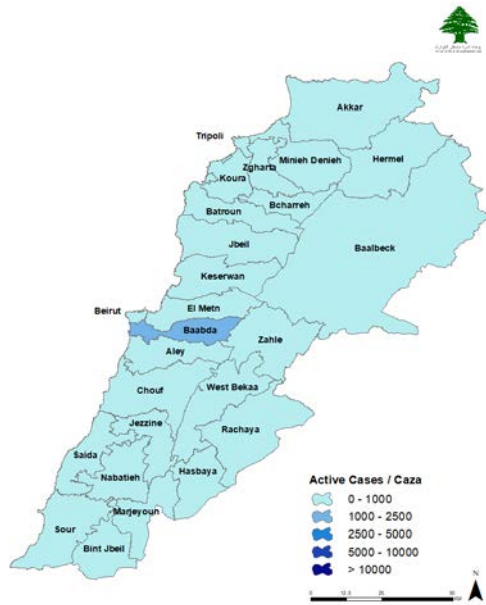 Akkar
Tripoli
Zgharta
Minieh Denieh
Hermel
Koura
Bcharreh
Batroun
Jbeil
Baalbeck
Keserwan
El Metn
Beirut
Baabda
Zahle
Aley
Chouf
West Bekaa
Jezzine
Rachaya
Saida
Nabatieh
Hasbaya
Marjeyoun
Sour
Bint Jbeil
Active Cases / Caza
0 - 1000
1000 - 2500
2500 - 5000
5000 - 10000
> 10000
N